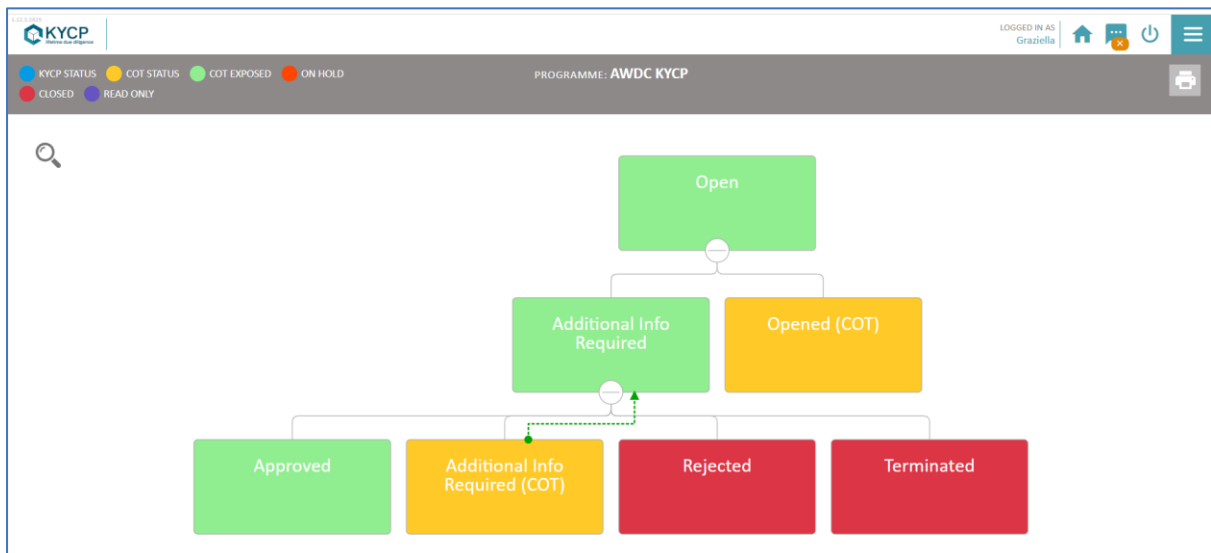 KYCP
lifetime due diligence
LOGGED IN AS
Graziella
KYCP STATUS
COT STATUS
COT EXPOSED
ON HOLD
CLOSED
READ ONLY
PROGRAMME: AWDC KYCP
Open
Additional Info
Required
Opened (COT)
Approved
Additional Info
Required (COT)
Rejected
Terminated